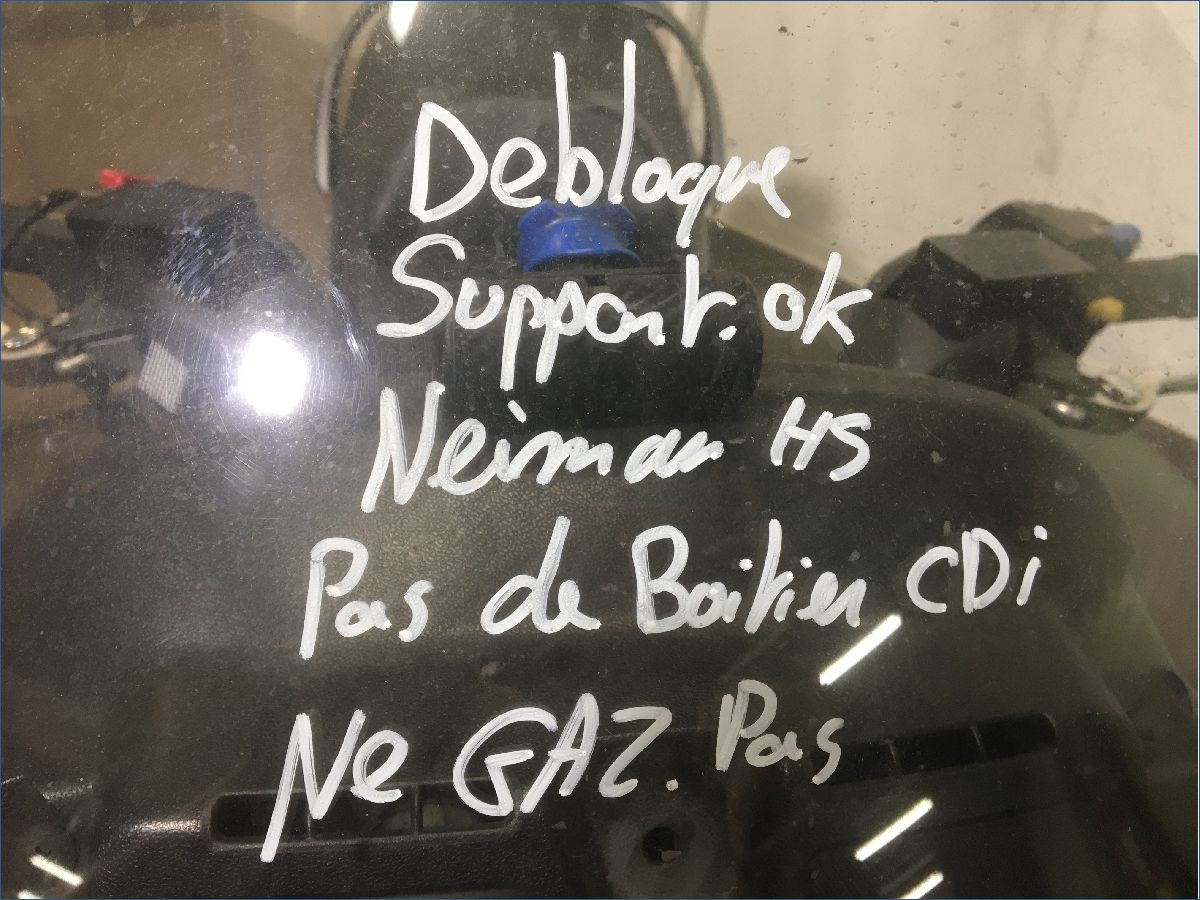 Debloque
Support. ok
Neiman HS
Pas de Boitier CDi
Ne GAZ. Pas